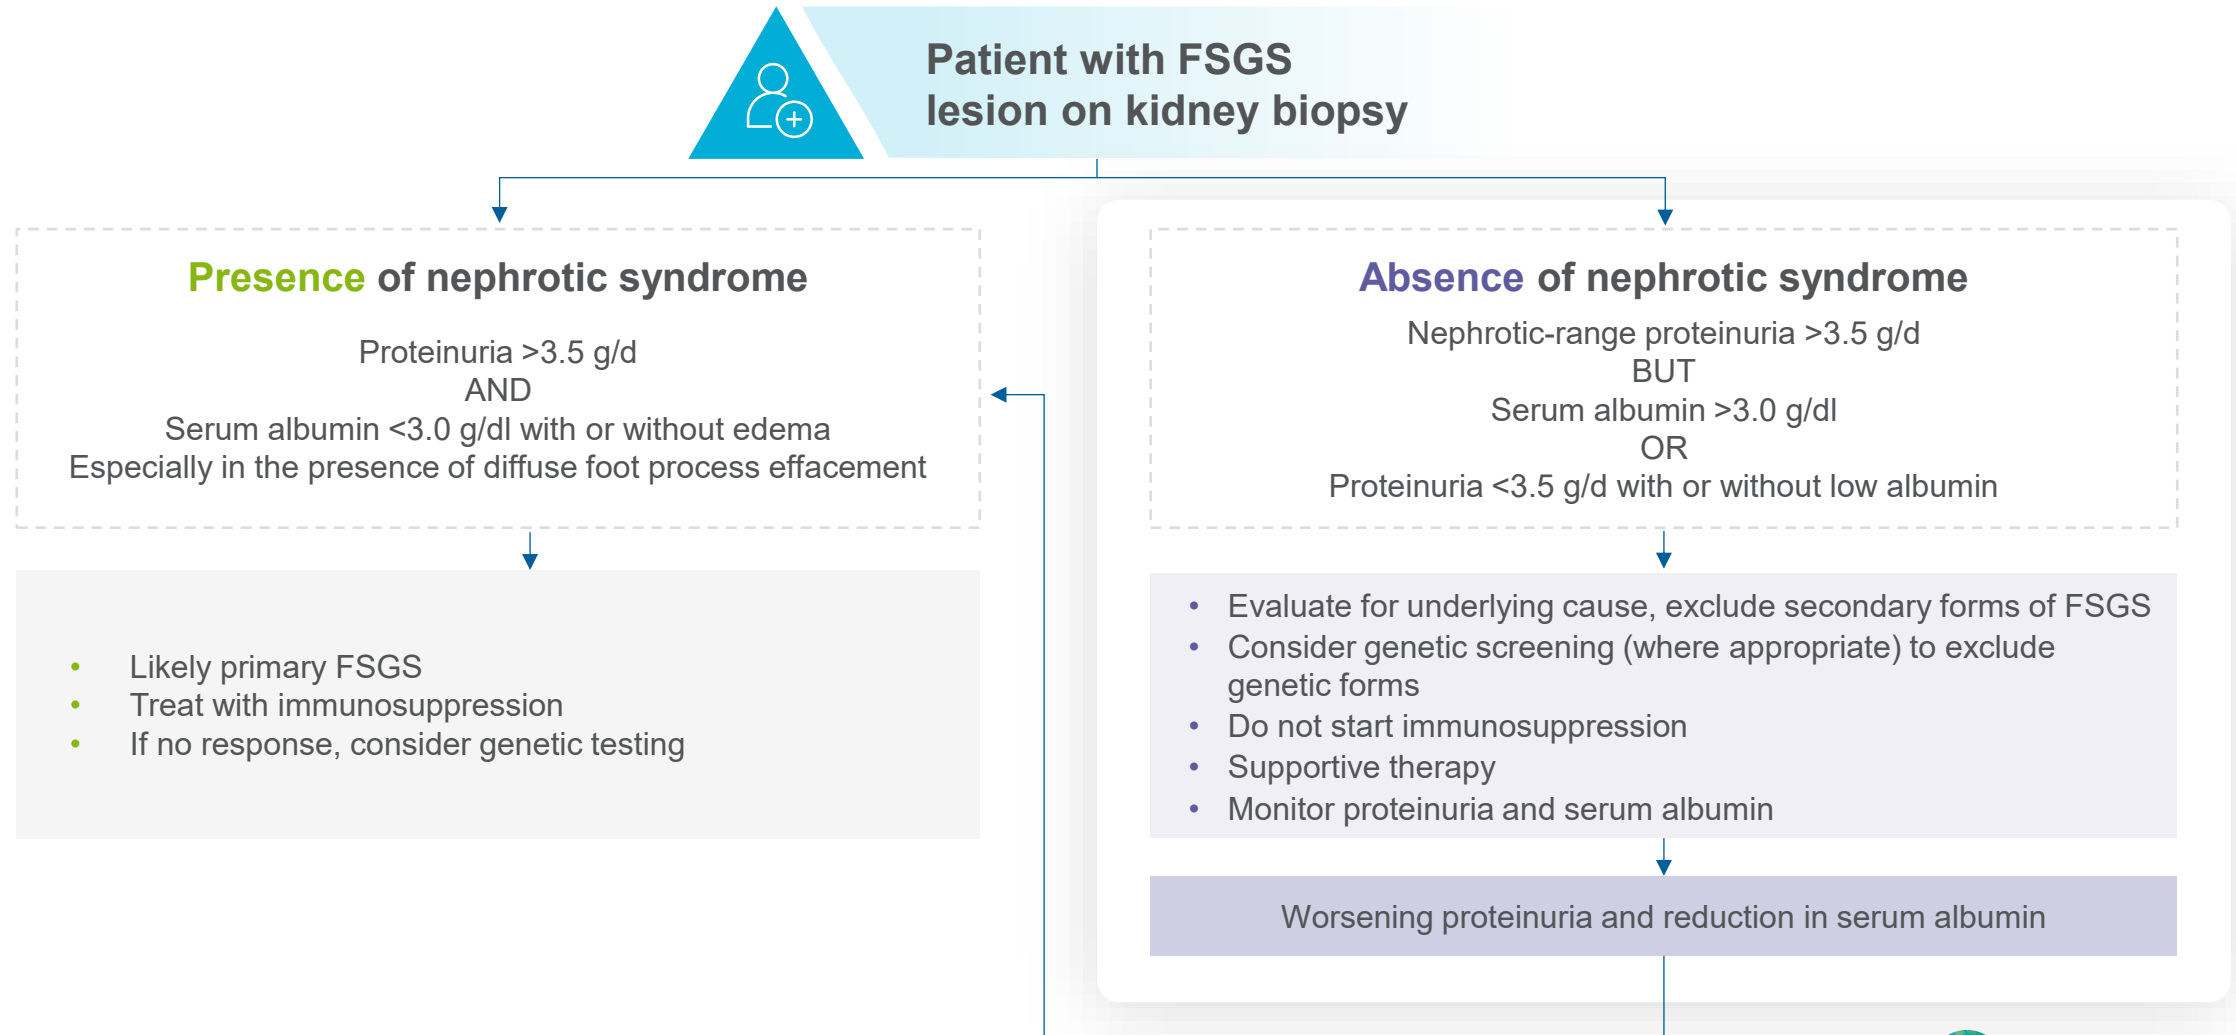 Patient with FSGS
lesion on kidney biopsy
Presence of nephrotic syndrome
Proteinuria >3.5 g/d
AND
Serum albumin <3.0 g/dl with or without edema
Especially in the presence of diffuse foot process effacement
• Likely primary FSGS
• Treat with immunosuppression
• If no response, consider genetic testing
Absence of nephrotic syndrome
Nephrotic-range proteinuria >3.5 g/d
BUT
Serum albumin >3.0 g/dl
OR
Proteinuria <3.5 g/d with or without low albumin
• Evaluate for underlying cause, exclude secondary forms of FSGS
• Consider genetic screening (where appropriate) to exclude
genetic forms
• Do not start immunosuppression
• Supportive therapy
• Monitor proteinuria and serum albumin
Worsening proteinuria and reduction in serum albumin